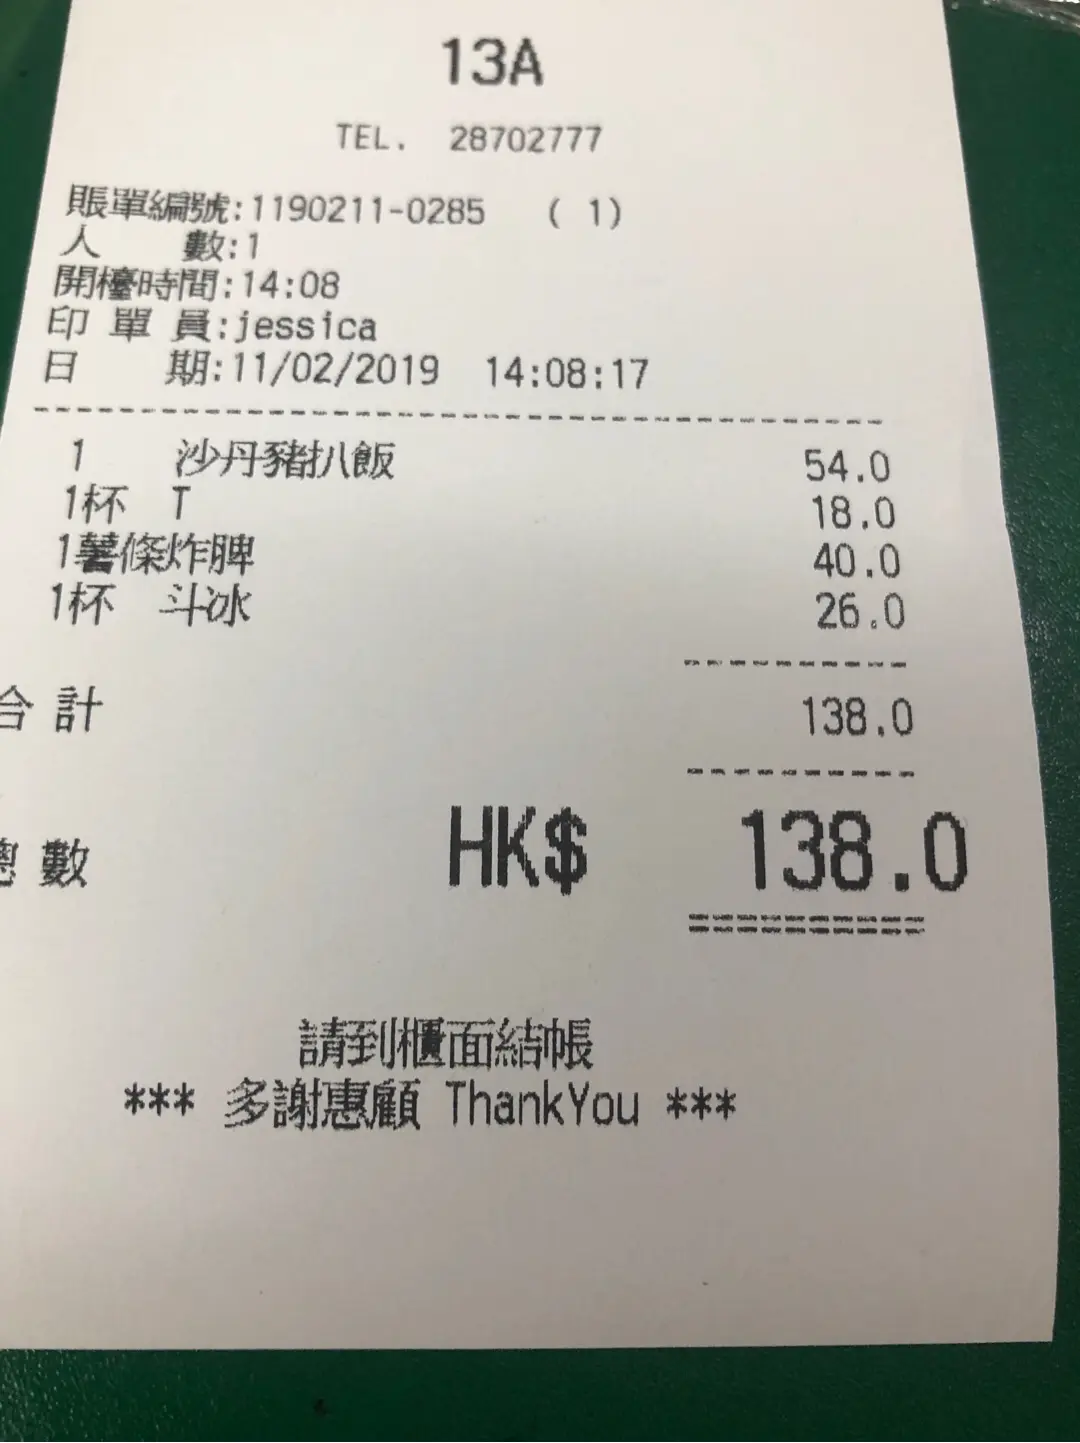 13A
TEL. 28702777
賬單編號:1190211-0285 ( 1)
人 數:1
開檯時間:14:08
印 單 員:jessica
日 期:11/02/2019 14:08:17
1 沙丹豬扒飯 54.0
1杯 T 18.0
1薯條炸脾 40.0
1杯 斗冰 26.0
合 計 138.0
總 數 HK$ 138.0
請到櫃面結帳
*** 多謝惠顧 ThankYou ***